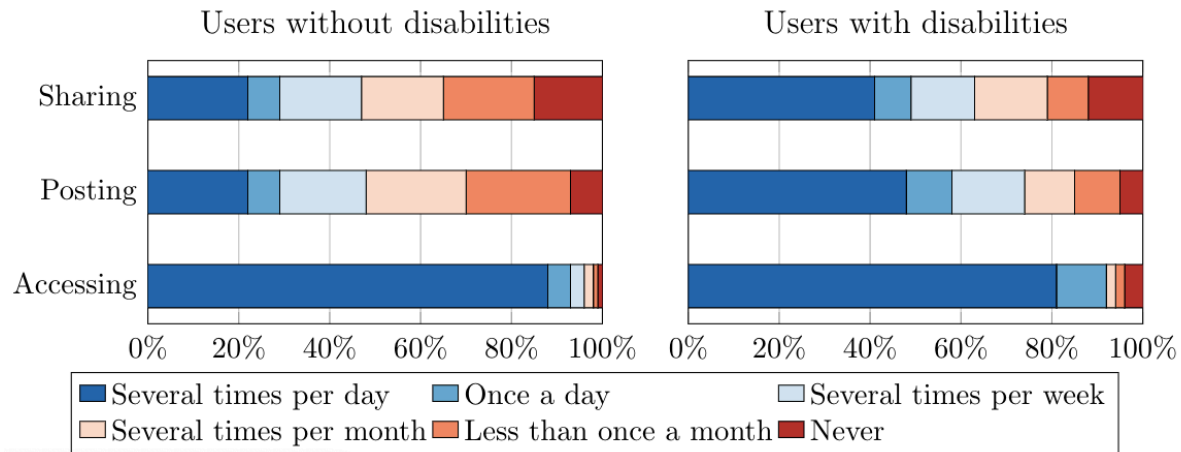 Users without disabilities
Users with disabilities
Sharing
Posting
Accessing
0% 20% 40% 60% 80% 100%
0% 20% 40% 60% 80% 100%
Several times per day Once a day Several times per week
Several times per month Less than once a month Never